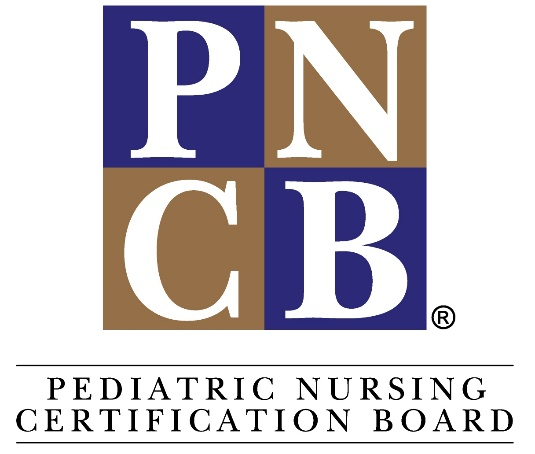 PN
CB®
PEDIATRIC NURSING
CERTIFICATION BOARD